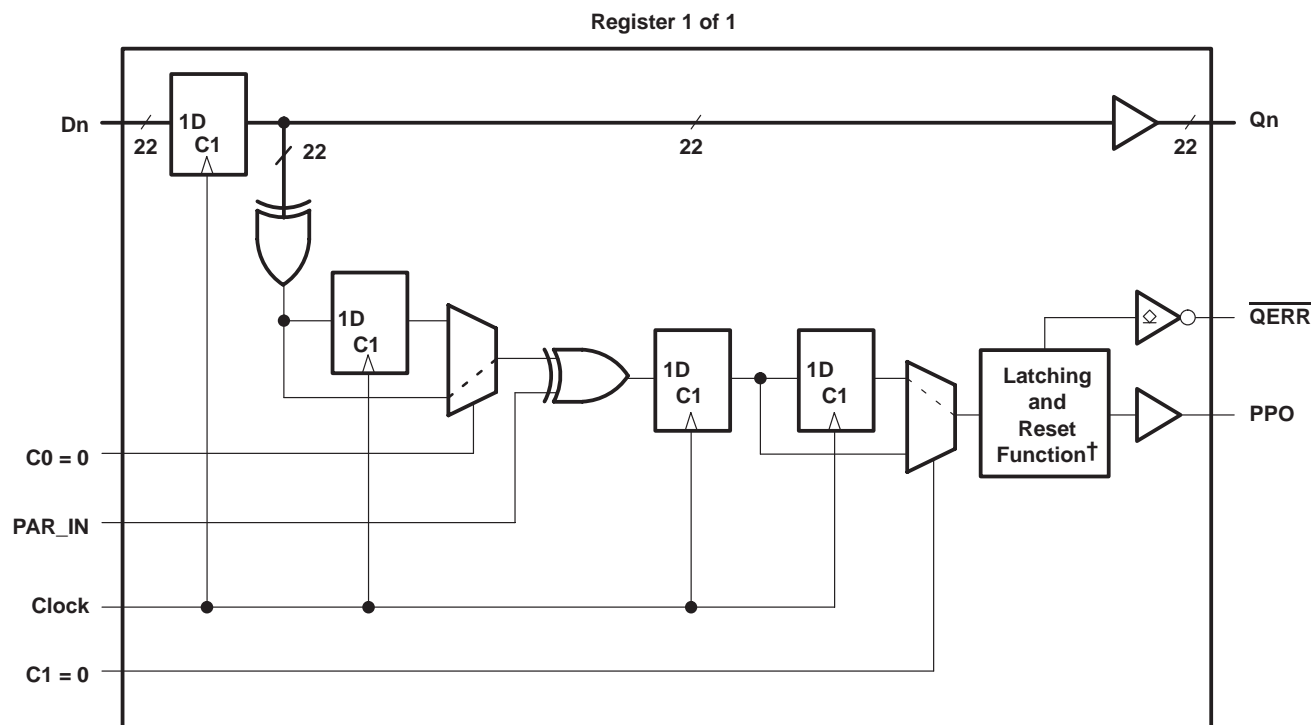 Register 1 of 1
Dn
22
1D
C1
22
22
22
Qn
1D
C1
1D
C1
1D
C1
QERR
Latching
and
Reset
Function†
PPO
C0 = 0
PAR_IN
Clock
C1 = 0